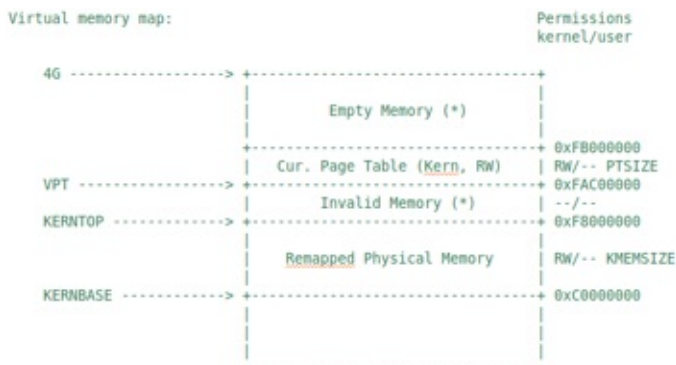 Virtual memory map: Permissions
kernel/user
4G ------------------> +---------------------------------+
| |
| Empty Memory (*) |
| |
+---------------------------------+ 0xFB000000
| Cur. Page Table (Kern, RW) | RW/-- PTSIZE
VPT -----------------> +---------------------------------+ 0xFAC00000
| Invalid Memory (*) | --/--
KERNTOP -------------> +---------------------------------+ 0xF8000000
| |
| Remapped Physical Memory | RW/-- KMEMSIZE
| |
KERNBASE ------------> +---------------------------------+ 0xC0000000
| |
| |
| |